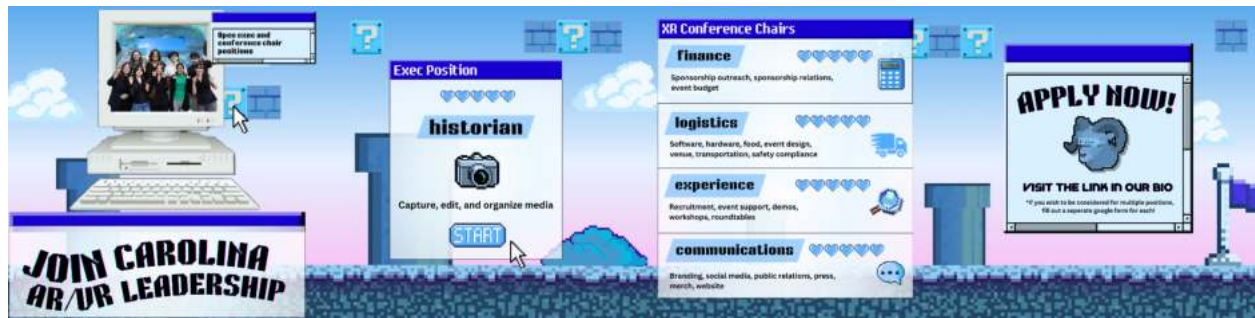 Open exec and
conference chair
positions
JOIN CAROLINA
AR/VR LEADERSHIP
?
?
Exec Position
historian
Capture, edit, and organize media
START
?
XR Conference Chairs
finance
Sponsorship outreach, sponsorship relations,
event budget
logistics
Software, hardware, food, event design,
venue, transportation, safety compliance
experience
Recruitment, event support, demos,
workshops, roundtables
communications
Branding, social media, public relations, press,
merch, website
?
APPLY NOW!
VISIT THE LINK IN OUR BIO
*if you wish to be considered for multiple positions,
fill out a seperate google form for each!